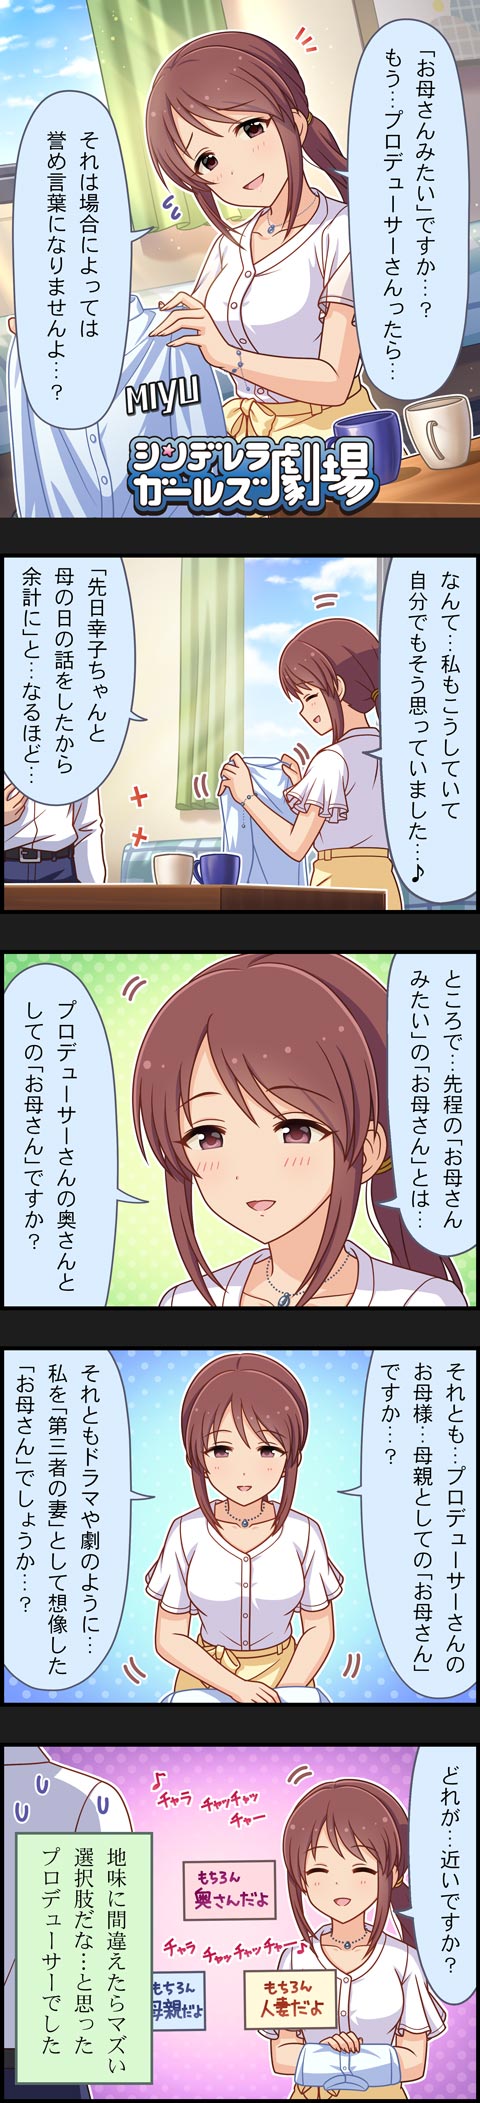 「お母さんみたい」ですか…？
もう…プロデューサーさんったら…
それは場合によっては
誉め言葉になりませんよ…？
MIYU
シンデレラ
ガールズ劇場
なんて…私もこうしていて
自分でもそう思っていました…♪
「先日幸子ちゃんと
母の日の話をしたから
余計に」と…なるほど…
ところで…先程の「お母さん
みたい」の「お母さん」とは…
プロデューサーさんの奥さんと
しての「お母さん」ですか？
それとも…プロデューサーさんの
お母様…母親としての「お母さん」
ですか…？
それともドラマや劇のように…
私を「第三者の妻」として想像した
「お母さん」でしょうか…？
どれが…近いですか？
♪
チャラ チャッチャッ
チャー
もちろん
奥さんだよ
チャラ チャッチャッチャー♪
もちろん
母親だよ
もちろん
人妻だよ
地味に間違えたらマズい
選択肢だな…と思った
プロデューサーでした